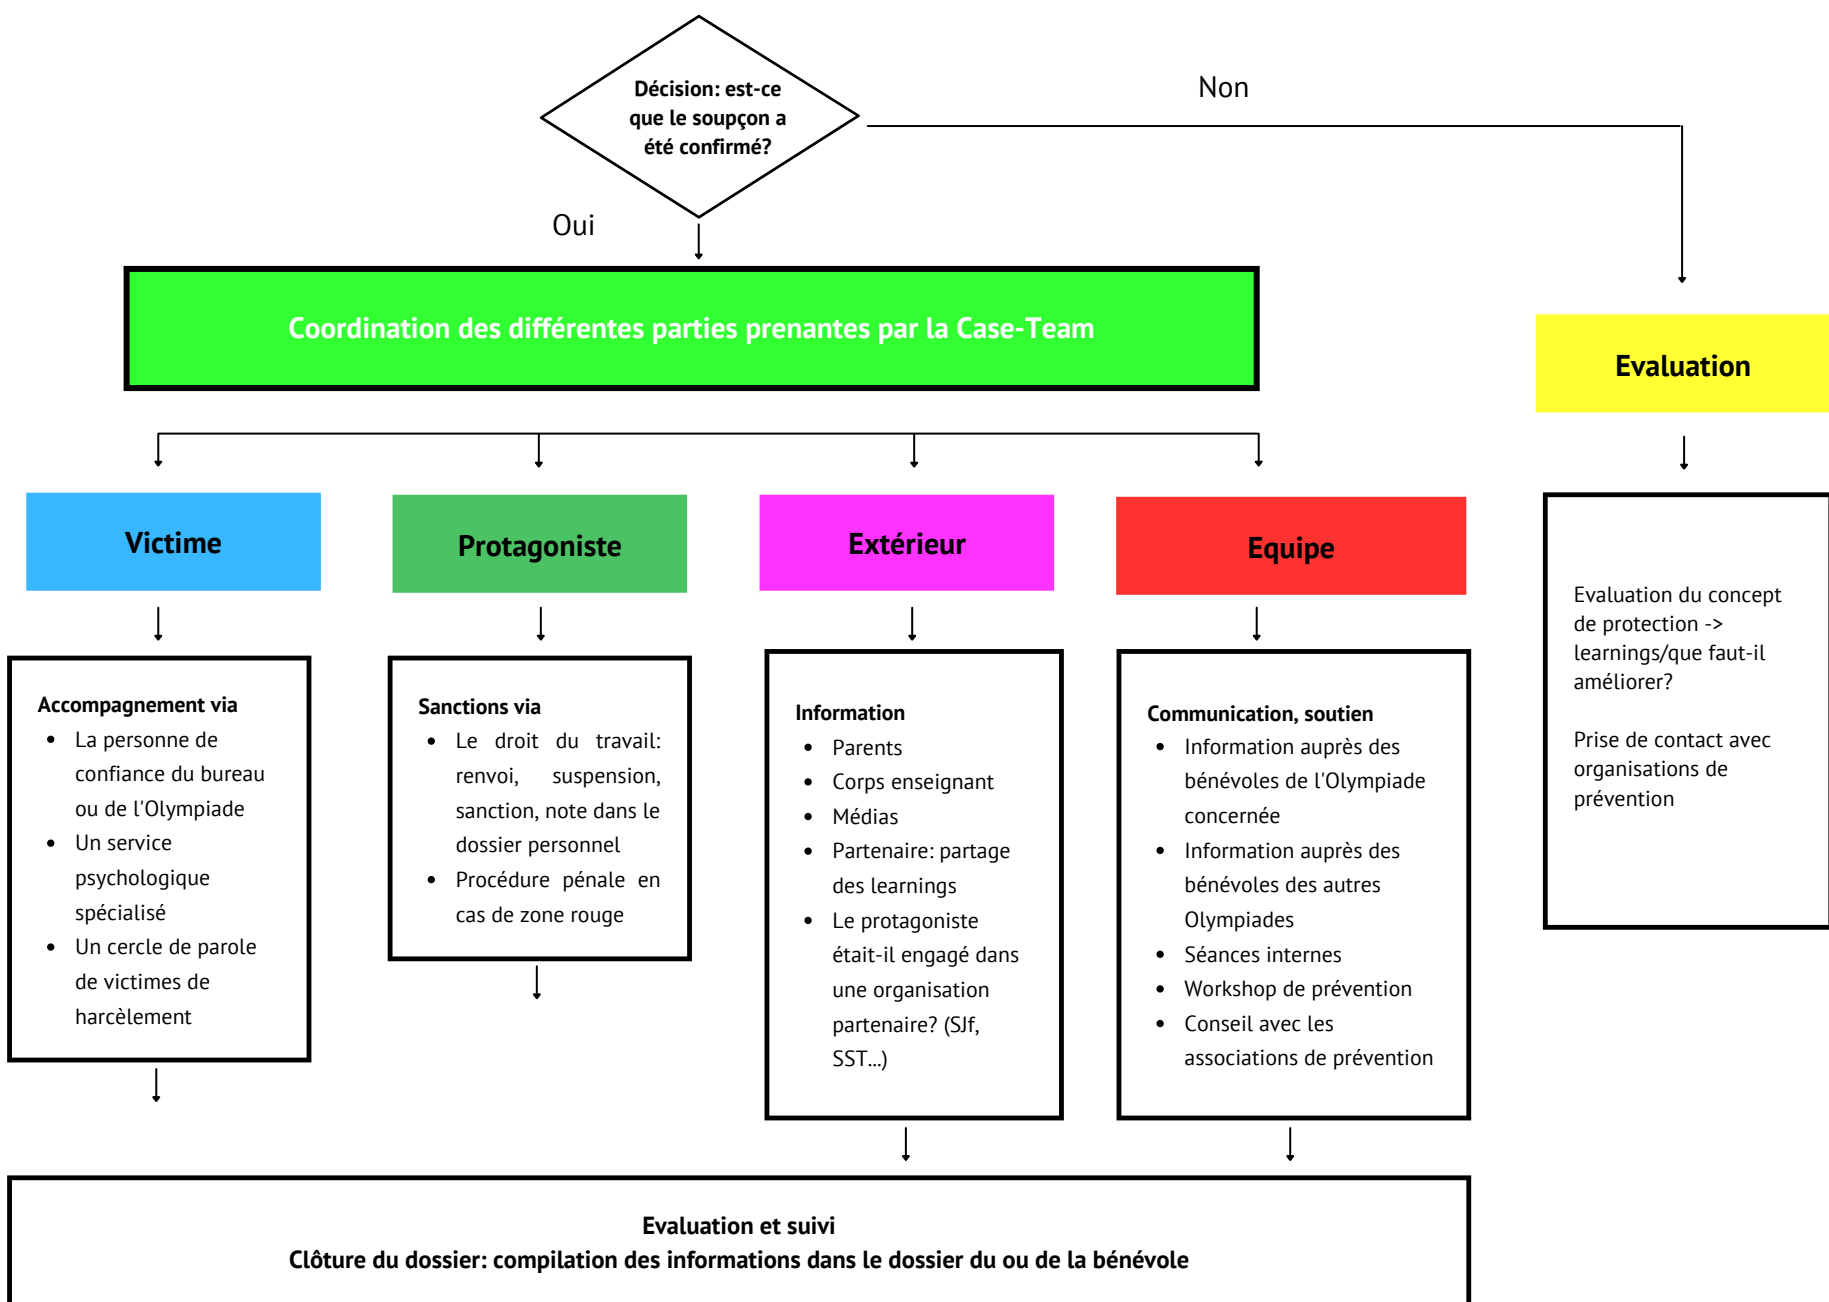 Décision: est-ce
que le soupçon a
été confirmé?
Non
Oui
Coordination des différentes parties prenantes par la Case-Team
Evaluation
Victime
Protagoniste
Extérieur
Equipe
Accompagnement via
• La personne de
confiance du bureau
ou de l'Olympiade
• Un service
psychologique
spécialisé
• Un cercle de parole
de victimes de
harcèlement
Sanctions via
• Le droit du travail:
renvoi, suspension,
sanction, note dans le
dossier personnel
• Procédure pénale en
cas de zone rouge
Information
• Parents
• Corps enseignant
• Médias
• Partenaire: partage
des learnings
• Le protagoniste
était-il engagé dans
une organisation
partenaire? (SJf,
SST...)
Communication, soutien
• Information auprès des
bénévoles de l'Olympiade
concernée
• Information auprès des
bénévoles des autres
Olympiades
• Séances internes
• Workshop de prévention
• Conseil avec les
associations de prévention
Evaluation du concept
de protection ->
learnings/que faut-il
améliorer?
Prise de contact avec
organisations de
prévention
Evaluation et suivi
Clôture du dossier: compilation des informations dans le dossier du ou de la bénévole